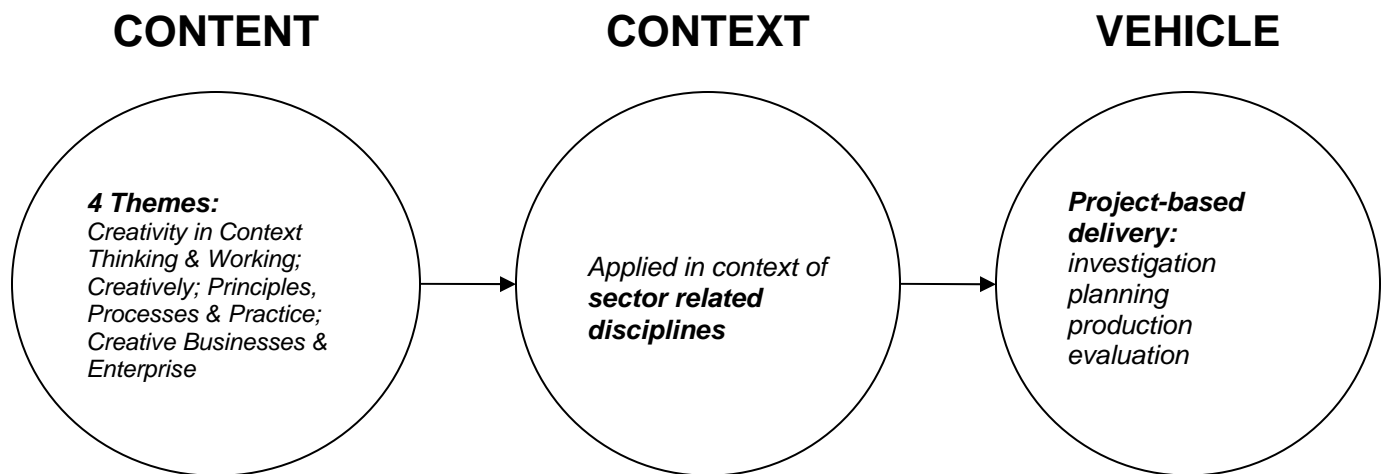 CONTENT
CONTEXT
VEHICLE
4 Themes:
Creativity in Context
Thinking & Working;
Creatively; Principles,
Processes & Practice;
Creative Businesses &
Enterprise
Applied in context of
sector related
disciplines
Project-based
delivery:
investigation
planning
production
evaluation